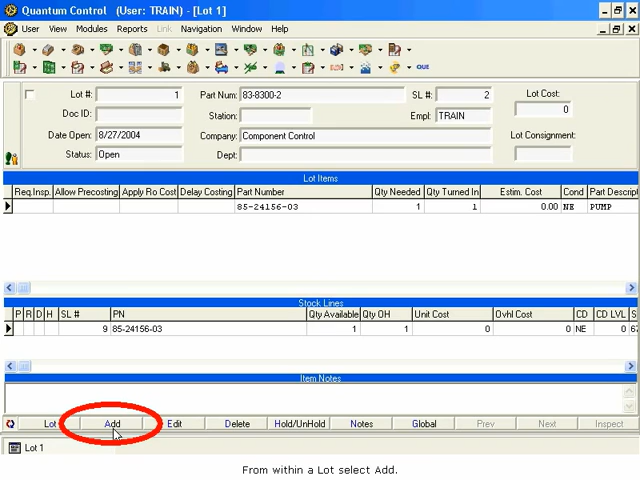 Quantum Control (User: TRAIN) - [Lot 1]
User View Modules Reports Link Navigation Window Help
QUE
Lot #: 1 Part Num: 83-8300-2 SL #: 2 Lot Cost:
0
Doc ID: Station: Empl: TRAIN
Date Open: 8/27/2004 Company: Component Control Lot Consignment:
Status: Open Dept:
Lot Items
Req.Insp. Allow Precosting Apply Ro Cost Delay Costing Part Number Qty Needed Qty Turned In Estim. Cost Cond Part Descript
85-24156-03 1 1 0.00 NE PUMP
Stock Lines
P R D H SL # PN Qty Available Qty OH Unit Cost Ovhl Cost CD CD LVL S
9 85-24156-03 1 1 0 0 NE 0 67
Item Notes
Lot Add Edit Delete Hold/UnHold Notes Global Prev Next Inspect
Lot 1
From within a Lot select Add.